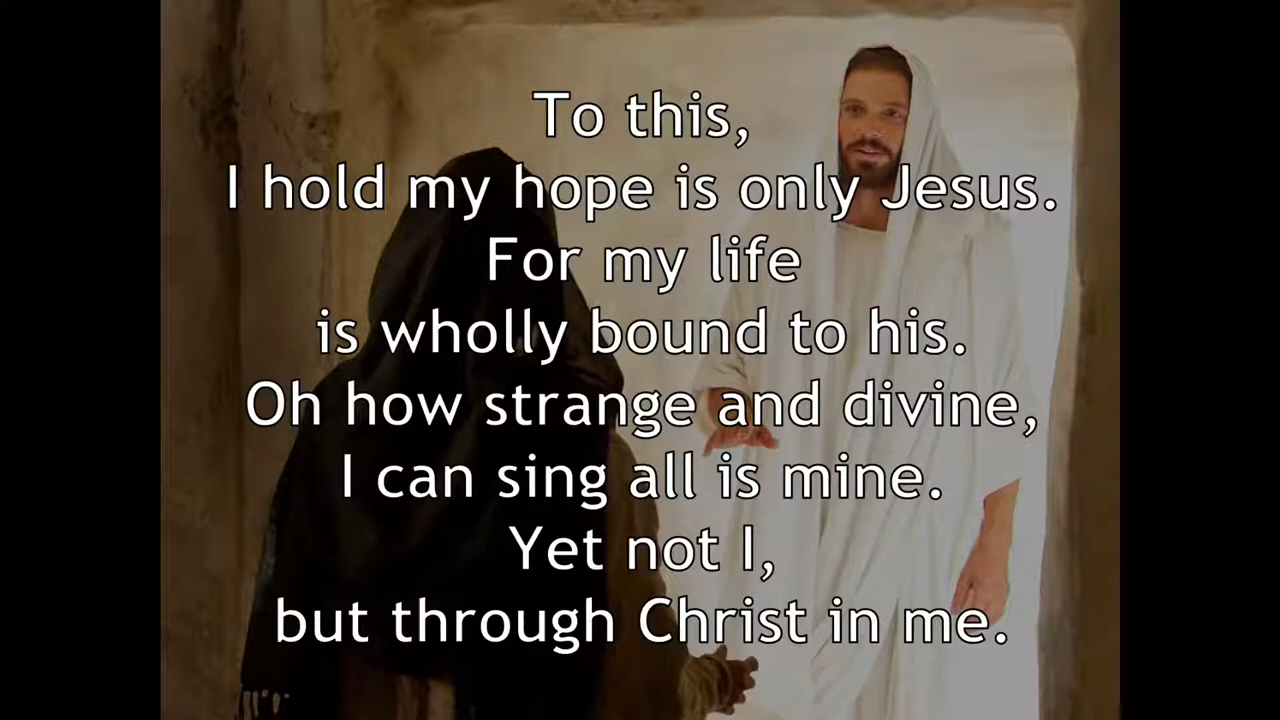 To this,
I hold my hope is only Jesus.
For my life
is wholly bound to his.
Oh how strange and divine,
I can sing all is mine.
Yet not I,
but through Christ in me.